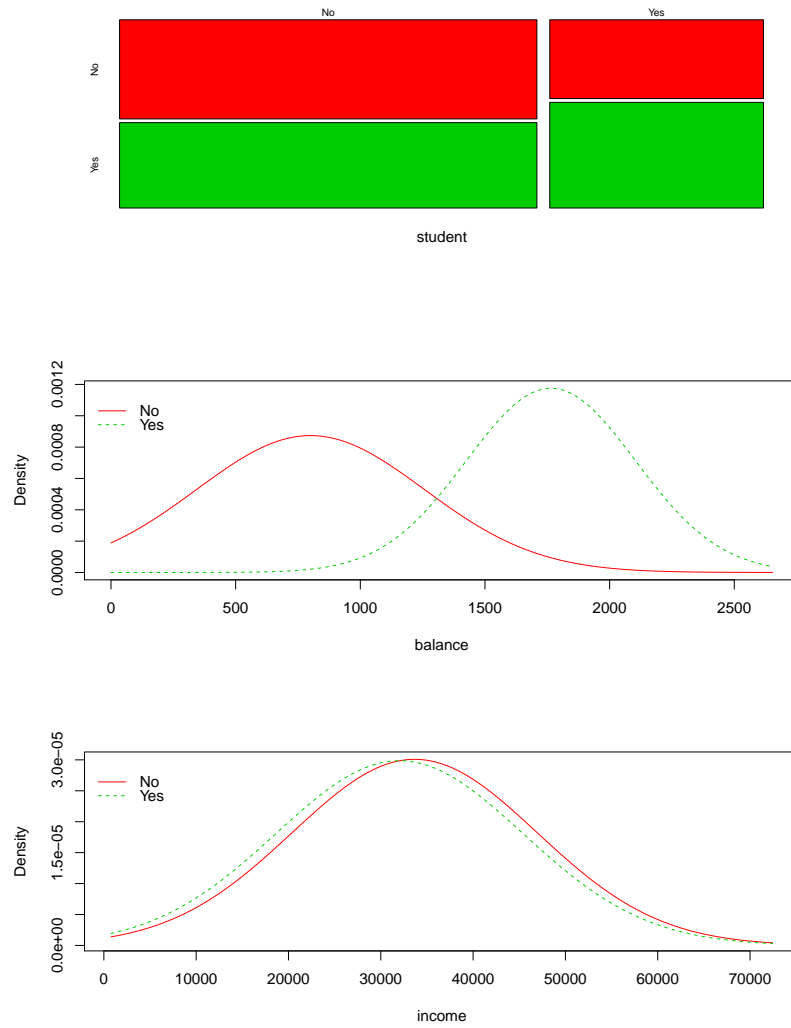 No Yes
No
Yes
student
0.0012
0.0008
0.0004
0.0000
Density
No
Yes
0 500 1000 1500 2000 2500
balance
3.0e-05
1.5e-05
0.0e+00
Density
No
Yes
0 10000 20000 30000 40000 50000 60000 70000
income